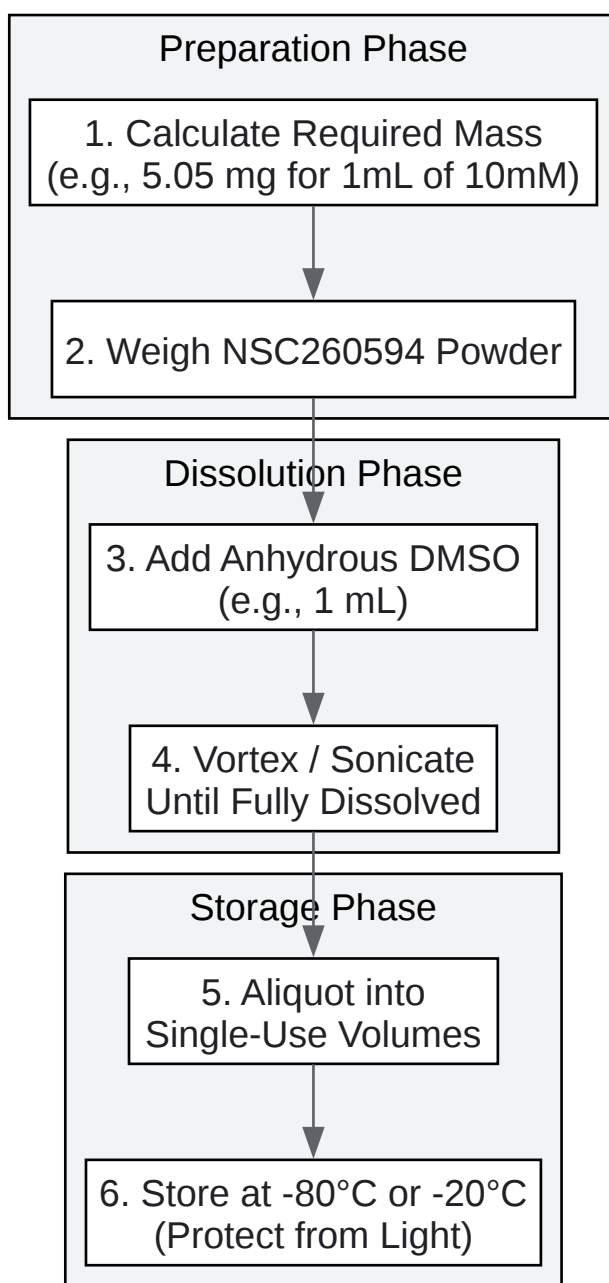 Preparation Phase
1. Calculate Required Mass
(e.g., 5.05 mg for 1mL of 10mM)
2. Weigh NSC260594 Powder
Dissolution Phase
3. Add Anhydrous DMSO
(e.g., 1 mL)
4. Vortex / Sonicate
Until Fully Dissolved
Storage Phase
5. Aliquot into
Single-Use Volumes
6. Store at -80°C or -20°C
(Protect from Light)